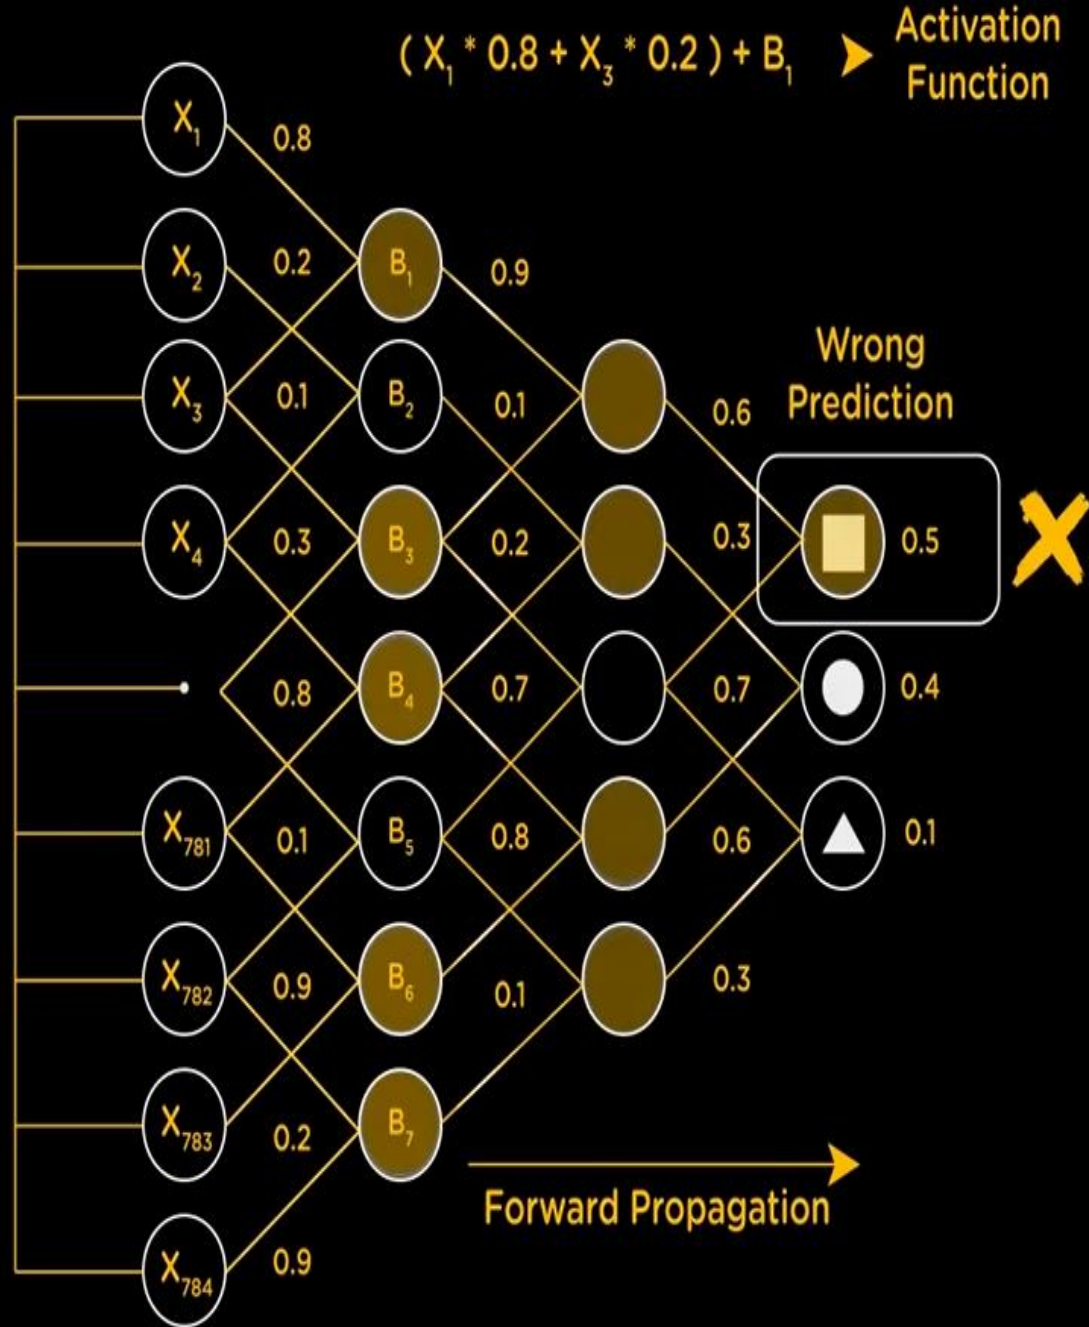 ( X₁ * 0.8 + X₃ * 0.2 ) + B₁
Activation
Function
X₁
0.8
X₂
0.2
B₁
0.9
X₃
0.1
B₂
0.1
0.6
Wrong
Prediction
X₄
0.3
B₃
0.2
0.3
0.5
0.8
B₄
0.7
0.7
0.4
X₇₈₁
0.1
B₅
0.8
0.6
0.1
X₇₈₂
0.9
B₆
0.1
0.3
X₇₈₃
0.2
B₇
Forward Propagation
X₇₈₄
0.9